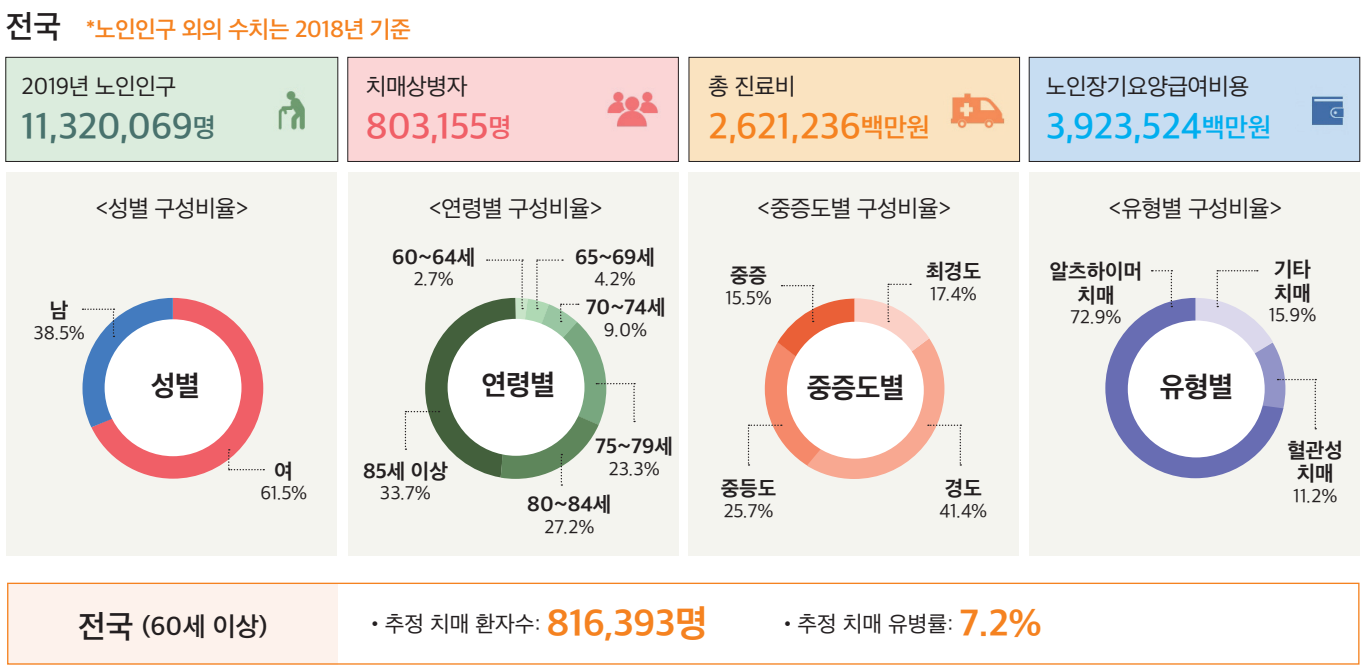 전국 *노인인구 외의 수치는 2018년 기준
2019년 노인인구
11,320,069명
치매상병자
803,155명
총 진료비
2,621,236백만원
노인장기요양급여비용
3,923,524백만원
<성별 구성비율>
남
38.5%
성별
여
61.5%
<연령별 구성비율>
60~64세
2.7%
65~69세
4.2%
70~74세
9.0%
연령별
75~79세
23.3%
85세 이상
33.7%
80~84세
27.2%
<중증도별 구성비율>
중증
15.5%
최경도
17.4%
중증도별
중등도
25.7%
경도
41.4%
<유형별 구성비율>
알츠하이머
치매
72.9%
기타
치매
15.9%
유형별
혈관성
치매
11.2%
전국 (60세 이상)
• 추정 치매 환자수: 816,393명
• 추정 치매 유병률: 7.2%